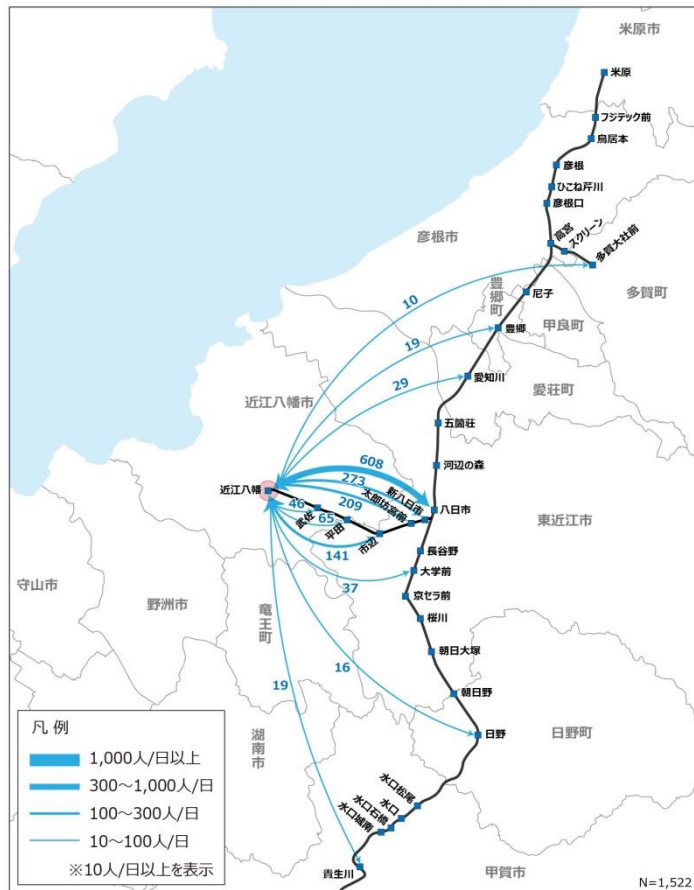 米原市
米原
フジテック前
鳥居本
彦根
ひこね芹川
彦根口
高宮
スクリーン
多賀大社前
彦根市
多賀町
豊郷町
尼子
甲良町
10
19
豊郷
29
愛知川
愛荘町
近江八幡市
五箇荘
河辺の森
608
273
新八日市
近江八幡
209
太郎坊宮前
八日市
46
武佐
65
平田
市辺
東近江市
141
長谷野
大学前
37
守山市
野洲市
京セラ前
竜王町
桜川
朝日大塚
19
16
朝日野
日野
日野町
湖南市
凡 例
1,000人/日以上
300～1,000人/日
100～300人/日
10～100人/日
※10人/日以上を表示
水口松尾
水口
水口石橋
水口城南
貴生川
甲賀市
N=1,522